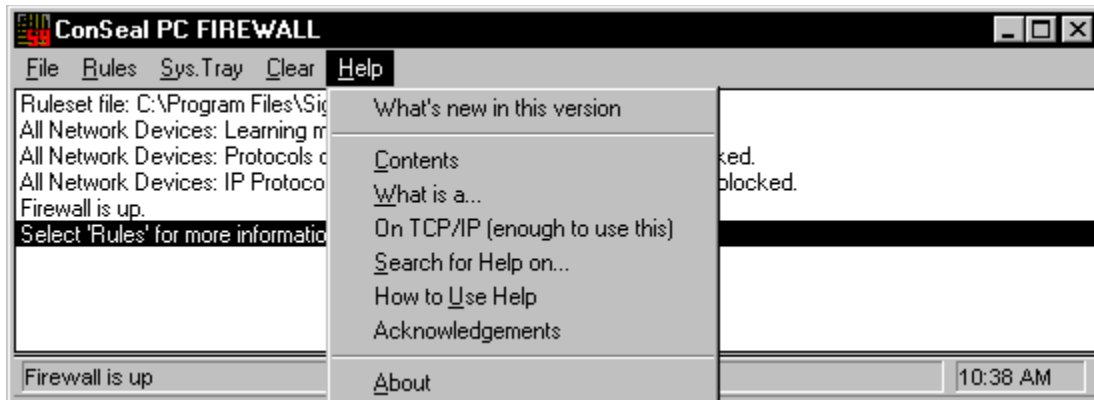 ConSeal PC FIREWALL
File Rules Sys.Tray Clear Help
Ruleset file: C:\Program Files\Sig
All Network Devices: Learning m
All Network Devices: Protocols ked.
All Network Devices: IP Protoco blocked.
Firewall is up.
Select 'Rules' for more informatio
What's new in this version
Contents
What is a...
On TCP/IP (enough to use this)
Search for Help on...
How to Use Help
Acknowledgements
About
Firewall is up 10:38 AM